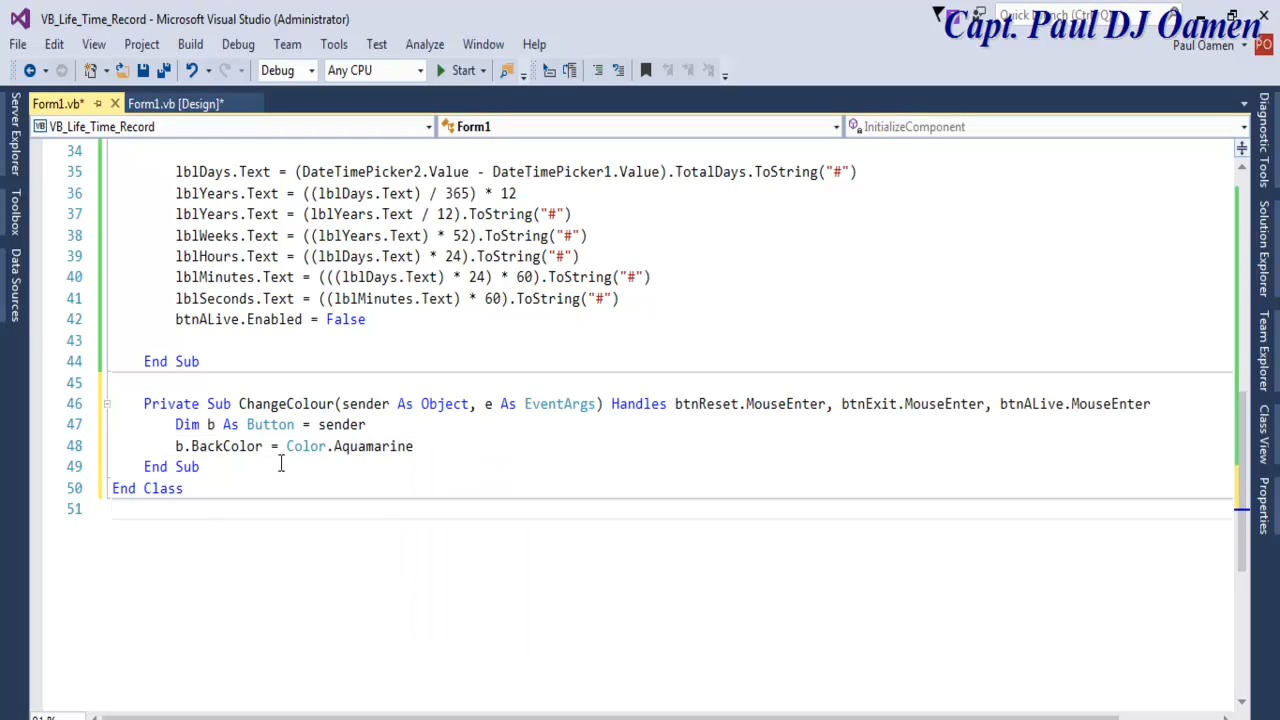 VB_Life_Time_Record - Microsoft Visual Studio (Administrator)
Capt. Paul DJ Oamen
File Edit View Project Build Debug Team Tools Test Analyze Window Help
Paul Oamen
PO
Debug Any CPU Start
Form1.vb* Form1.vb [Design]*
VB_Life_Time_Record Form1 InitializeComponent
34
35 lblDays.Text = (DateTimePicker2.Value - DateTimePicker1.Value).TotalDays.ToString("#")
36 lblYears.Text = ((lblDays.Text) / 365) * 12
37 lblYears.Text = (lblYears.Text / 12).ToString("#")
38 lblWeeks.Text = ((lblYears.Text) * 52).ToString("#")
39 lblHours.Text = ((lblDays.Text) * 24).ToString("#")
40 lblMinutes.Text = (((lblDays.Text) * 24) * 60).ToString("#")
41 lblSeconds.Text = ((lblMinutes.Text) * 60).ToString("#")
42 btnALive.Enabled = False
43
44 End Sub
45
46 Private Sub ChangeColour(sender As Object, e As EventArgs) Handles btnReset.MouseEnter, btnExit.MouseEnter, btnALive.MouseEnter
47 Dim b As Button = sender
48 b.BackColor = Color.Aquamarine
49 End Sub
50 End Class
51
Server Explorer
Toolbox
Data Sources
Diagnostic Tools
Solution Explorer
Team Explorer
Class View
Properties